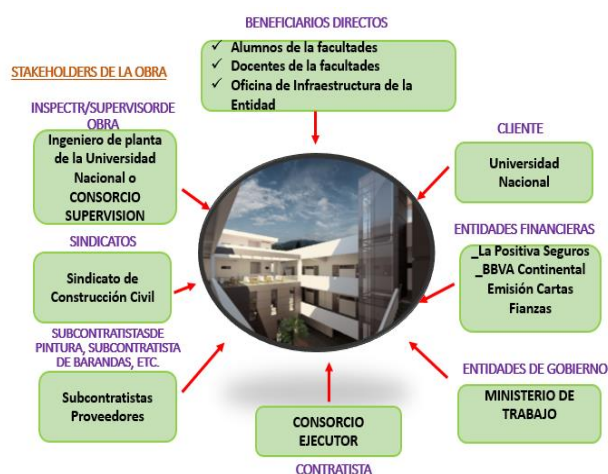 BENEFICIARIOS DIRECTOS
✓ Alumnos de la facultades
✓ Docentes de la facultades
✓ Oficina de Infraestructura de la
Entidad
STAKEHOLDERS DE LA OBRA
INSPECTR/SUPERVISORDE
OBRA
Ingeniero de planta
de la Universidad
Nacional o
CONSORCIO
SUPERVISION
CLIENTE
Universidad
Nacional
SINDICATOS
Sindicato de
Construcción Civil
ENTIDADES FINANCIERAS
_La Positiva Seguros
_BBVA Continental
Emisión Cartas
Fianzas
SUBCONTRATISTASDE
PINTURA, SUBCONTRATISTA
DE BARANDAS, ETC.
Subcontratistas
Proveedores
ENTIDADES DE GOBIERNO
MINISTERIO DE
TRABAJO
CONSORCIO
EJECUTOR
CONTRATISTA